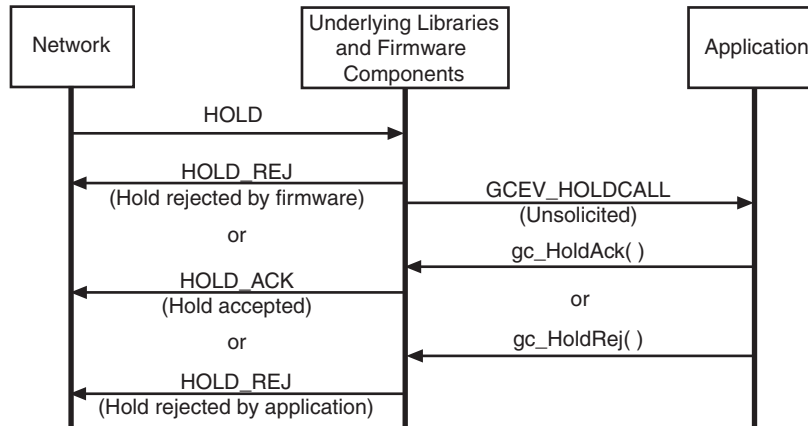 Network
Underlying Libraries
and Firmware
Components
Application
HOLD
HOLD_REJ
(Hold rejected by firmware)
GCEV_HOLDCALL
(Unsolicited)
or
gc_HoldAck( )
HOLD_ACK
(Hold accepted)
or
or
gc_HoldRej( )
HOLD_REJ
(Hold rejected by application)